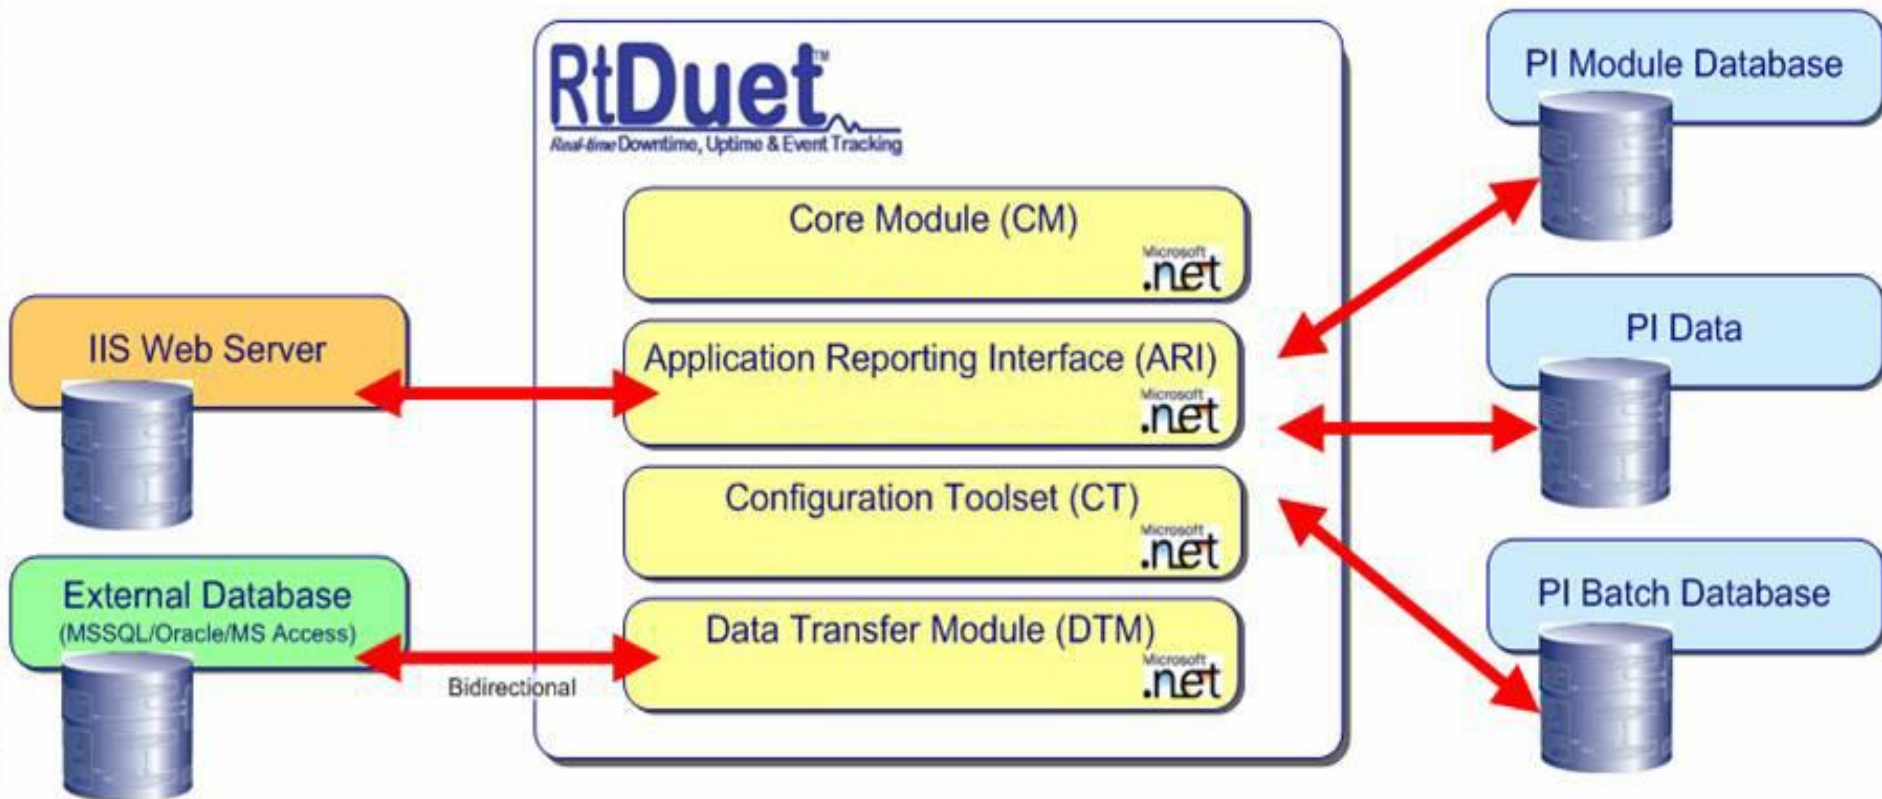 RtDuet™
Real-time Downtime, Uptime & Event Tracking
Core Module (CM)
Microsoft
.net
Application Reporting Interface (ARI)
Microsoft
.net
Configuration Toolset (CT)
Microsoft
.net
Data Transfer Module (DTM)
Microsoft
.net
IIS Web Server
External Database
(MSSQL/Oracle/MS Access)
Bidirectional
PI Module Database
PI Data
PI Batch Database